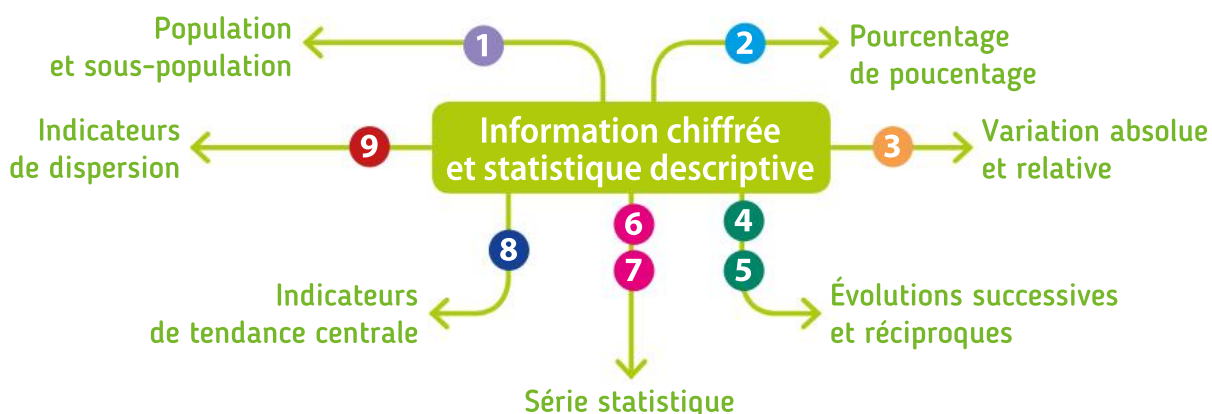 Population
et sous-population
1
2
Pourcentage
de poucentage
Indicateurs
de dispersion
9
Information chiffrée
et statistique descriptive
3
Variation absolue
et relative
8
6
7
4
5
Indicateurs
de tendance centrale
Évolutions successives
et réciproques
Série statistique